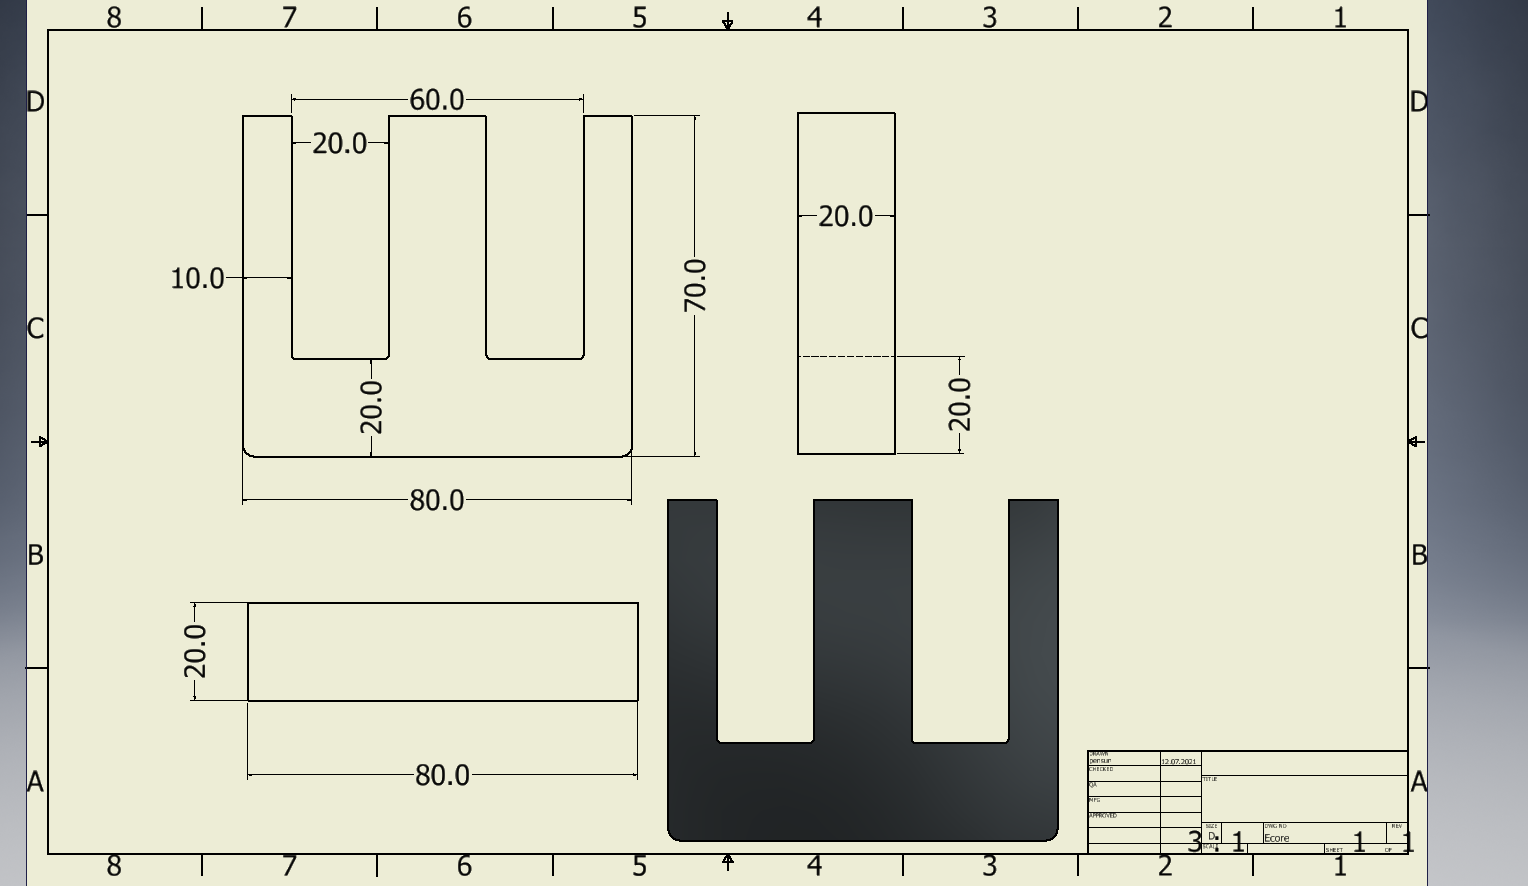 8 7 6 5 4 3 2 1
D D
60.0
20.0
20.0
10.0
70.0
C C
20.0
20.0
80.0
B B
20.0
80.0
A A
DRAWN
pensur 12.07.2021
CHECKED
QA
MFG
APPROVED
TITLE
SIZE
D
DWG NO
Ecore
REV
SCALE
3 : 1
SHEET 1 OF 1
8 7 6 5 4 3 2 1